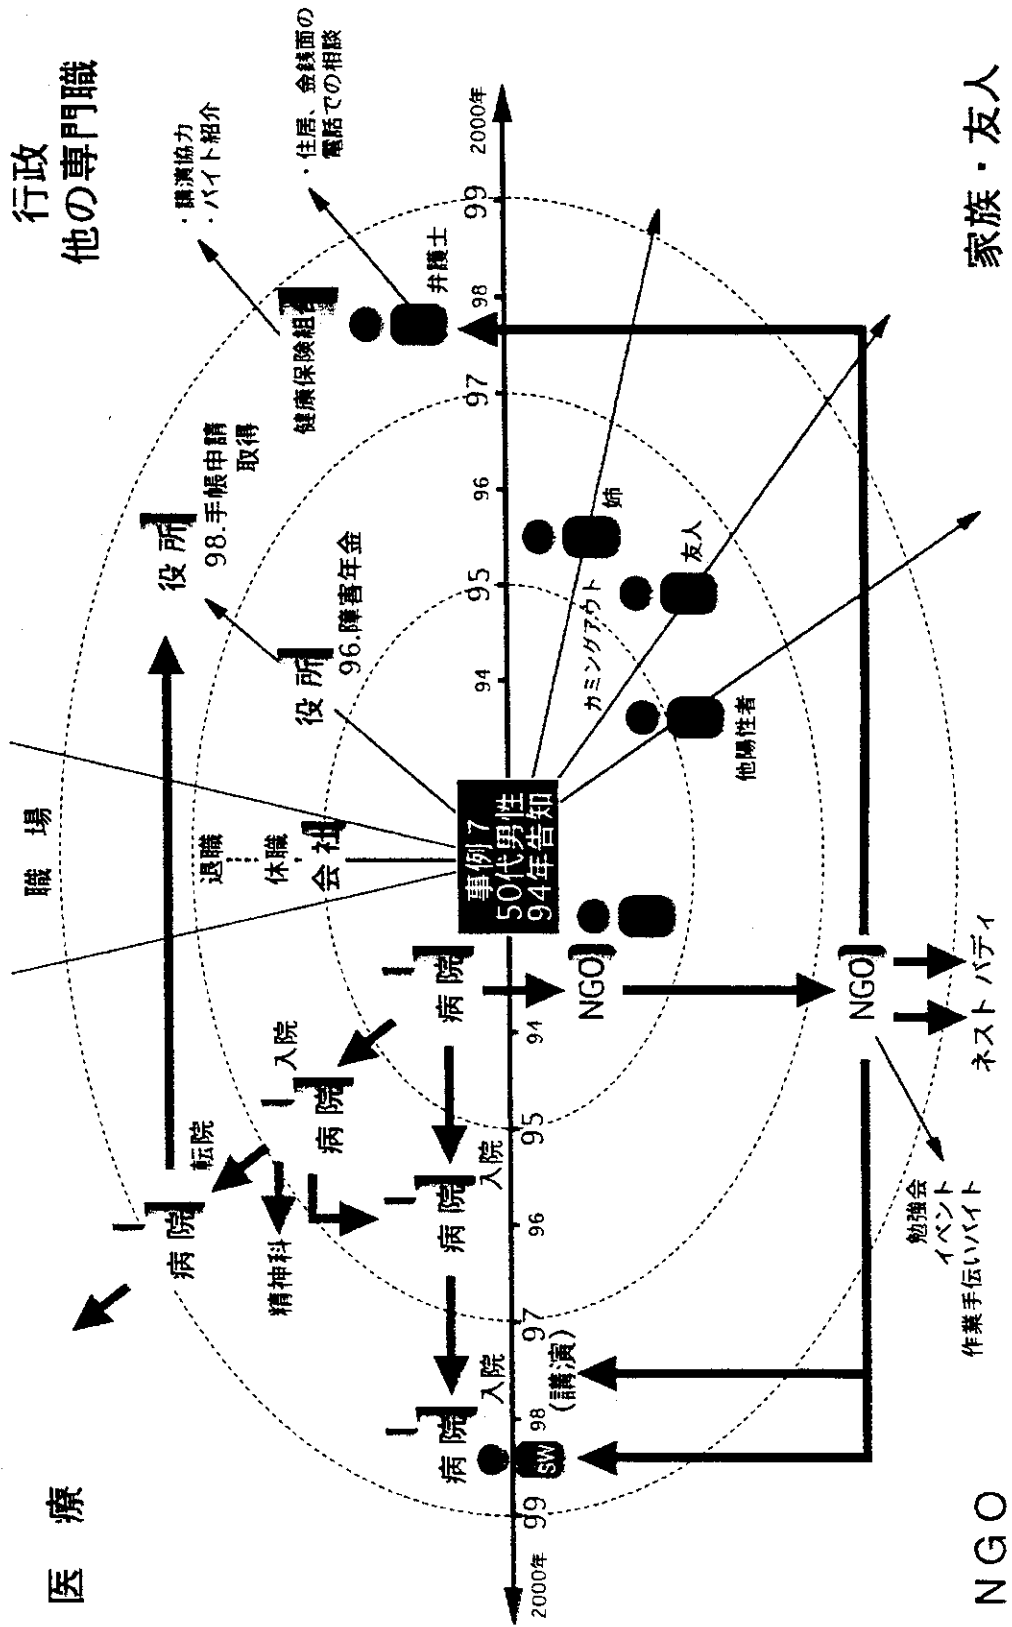 医 療
職 場
行政
他の専門職
・講演協力
・バイト紹介
・住居、金銭面の
電話での相談
転院
病院
役所
98.手帳申請
取得
退職
休職
会社
役所
96.障害年金
健康保険組合
弁護士
精神科
入院
病院
病院
入院
病院
入院
病院
SW
事例7
50代男性
94年告知
2000年
99
98
97
96
95
94
94
95
96
97
98
99
2000年
(講演)
NGO
カミングアウト
姉
友人
他陽性者
NGO
勉強会
イベント
作業手伝いバイト
ネスト
バディ
NGO
家族・友人